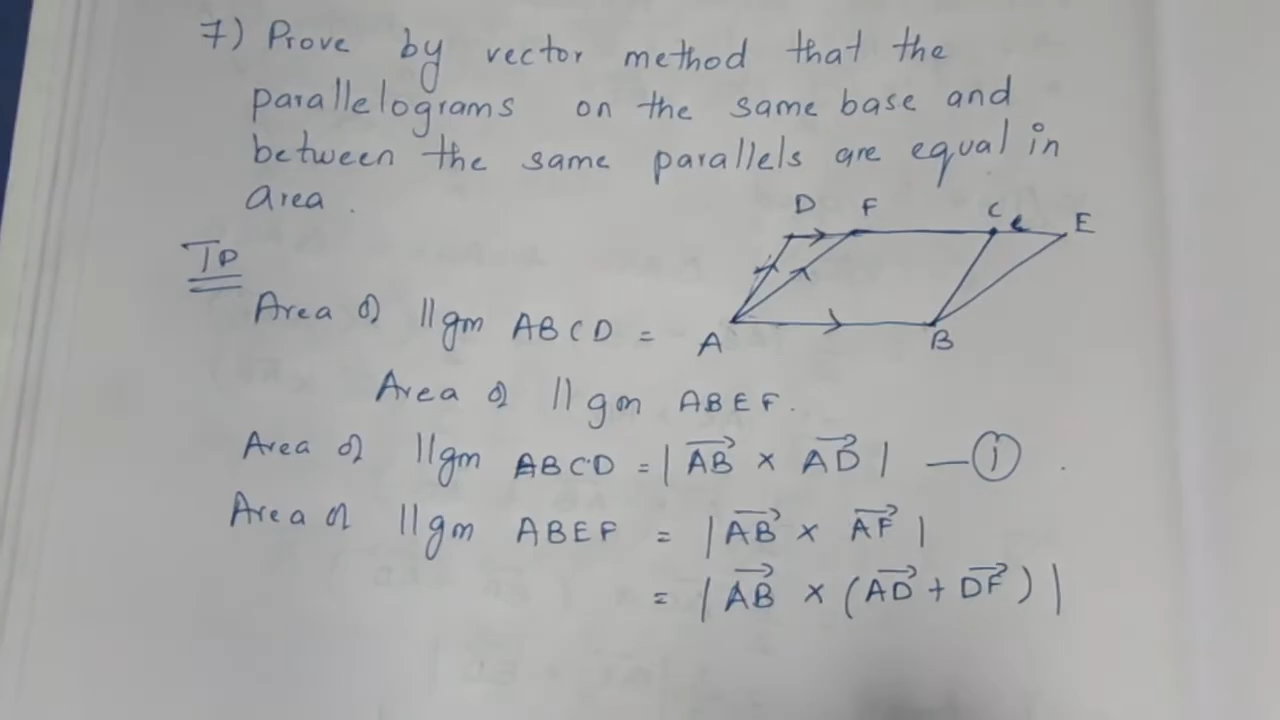 7) Prove by vector method that the
parallelograms on the same base and
between the same parallels are equal in
area.
D F C E
TP
Area of ||gm ABCD =
A B
Area of ||gm ABEF.
Area of ||gm ABCD = |AB⃗ × AD⃗| — ⓘ
Area of ||gm ABEF = |AB⃗ × AF⃗|
= |AB⃗ × (AD⃗ + DF⃗)|